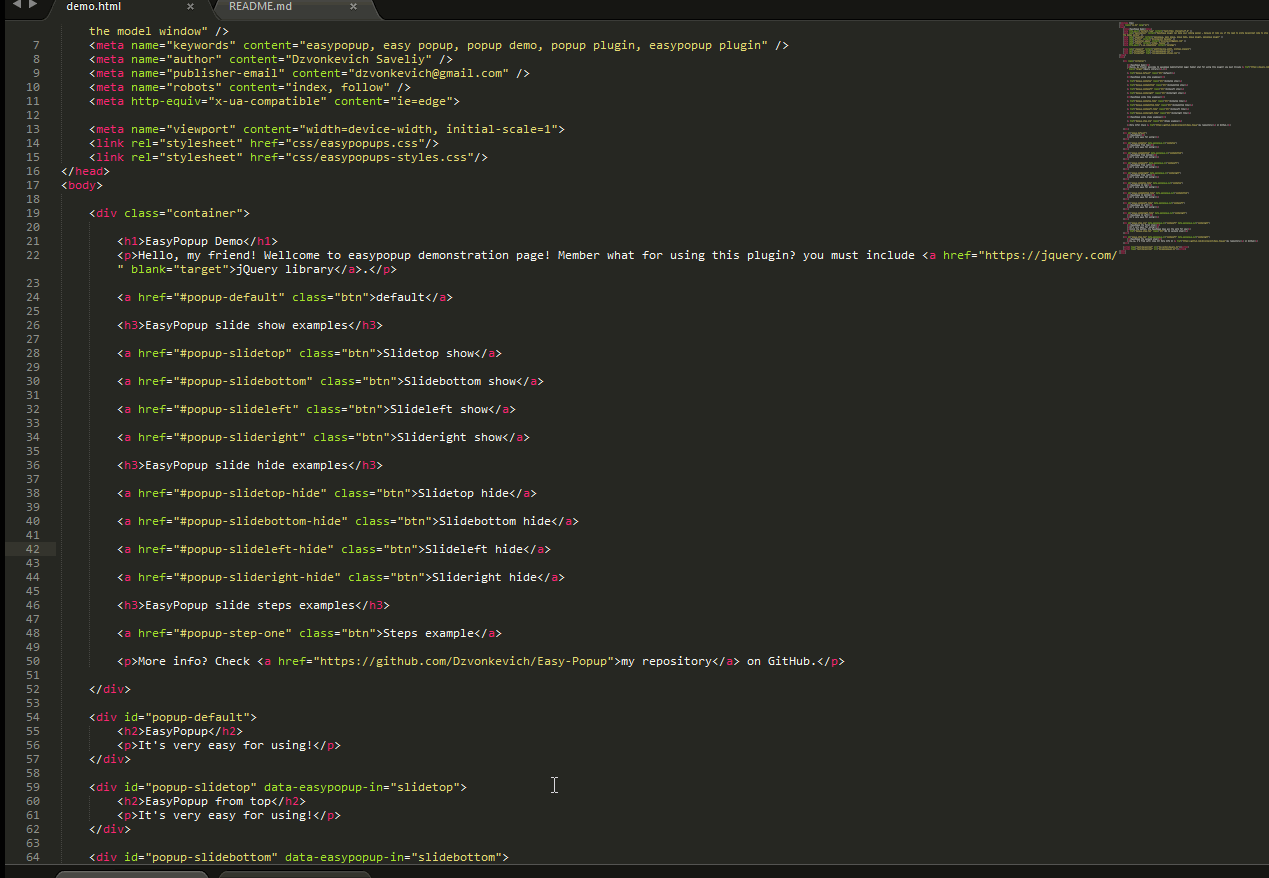 demo.html × README.md ×
the model window" />
7 <meta name="keywords" content="easypopup, easy popup, popup demo, popup plugin, easypopup plugin" />
8 <meta name="author" content="Dzvonkevich Saveliy" />
9 <meta name="publisher-email" content="dzvonkevich@gmail.com" />
10 <meta name="robots" content="index, follow" />
11 <meta http-equiv="x-ua-compatible" content="ie=edge">
12
13 <meta name="viewport" content="width=device-width, initial-scale=1">
14 <link rel="stylesheet" href="css/easypopups.css"/>
15 <link rel="stylesheet" href="css/easypopups-styles.css"/>
16 </head>
17 <body>
18
19 <div class="container">
20
21 <h1>EasyPopup Demo</h1>
22 <p>Hello, my friend! Wellcome to easypopup demonstration page! Member what for using this plugin? you must include <a href="https://jquery.com/
" blank="target">jQuery library</a>.</p>
23
24 <a href="#popup-default" class="btn">default</a>
25
26 <h3>EasyPopup slide show examples</h3>
27
28 <a href="#popup-slidetop" class="btn">Slidetop show</a>
29
30 <a href="#popup-slidebottom" class="btn">Slidebottom show</a>
31
32 <a href="#popup-slideleft" class="btn">Slideleft show</a>
33
34 <a href="#popup-slideright" class="btn">Slideright show</a>
35
36 <h3>EasyPopup slide hide examples</h3>
37
38 <a href="#popup-slidetop-hide" class="btn">Slidetop hide</a>
39
40 <a href="#popup-slidebottom-hide" class="btn">Slidebottom hide</a>
41
42 <a href="#popup-slideleft-hide" class="btn">Slideleft hide</a>
43
44 <a href="#popup-slideright-hide" class="btn">Slideright hide</a>
45
46 <h3>EasyPopup slide steps examples</h3>
47
48 <a href="#popup-step-one" class="btn">Steps example</a>
49
50 <p>More info? Check <a href="https://github.com/Dzvonkevich/Easy-Popup">my repository</a> on GitHub.</p>
51
52 </div>
53
54 <div id="popup-default">
55 <h2>EasyPopup</h2>
56 <p>It's very easy for using!</p>
57 </div>
58
59 <div id="popup-slidetop" data-easypopup-in="slidetop">
60 <h2>EasyPopup from top</h2>
61 <p>It's very easy for using!</p>
62 </div>
63
64 <div id="popup-slidebottom" data-easypopup-in="slidebottom">